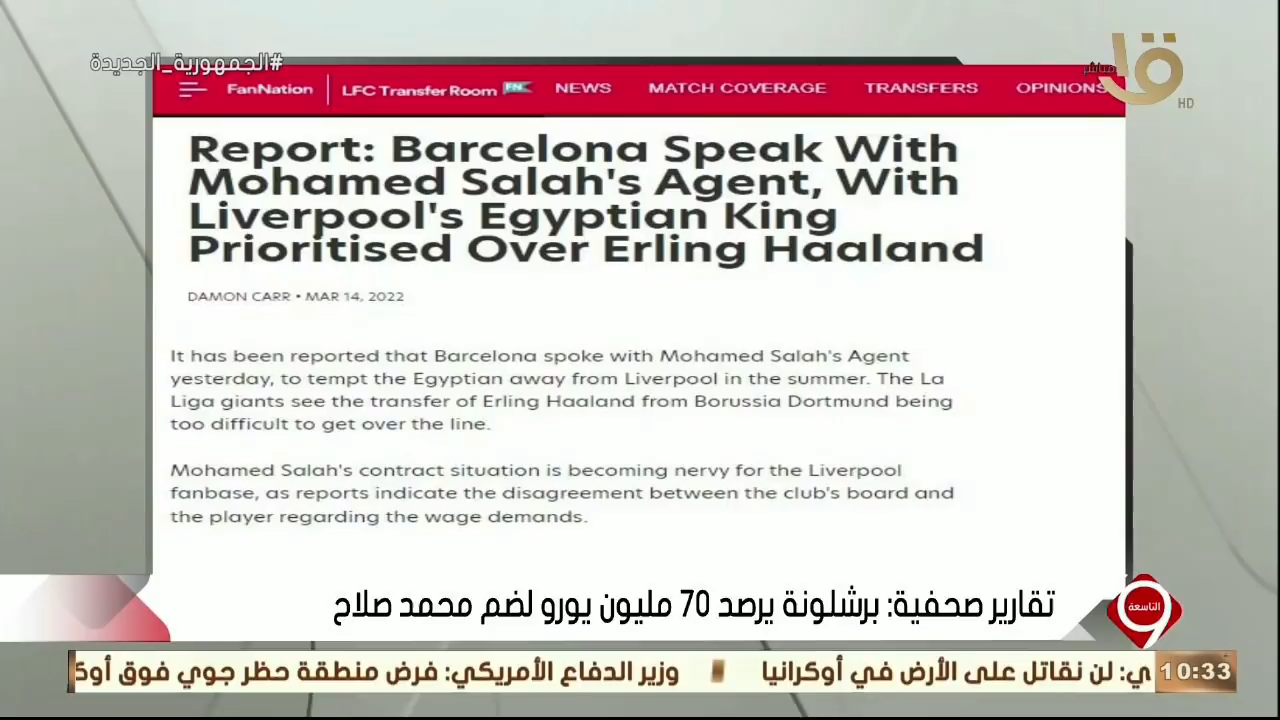 #الجمهورية_الجديدة
مباشر
HD
FanNation
LFC Transfer Room FN
NEWS
MATCH COVERAGE
TRANSFERS
OPINIONS
Report: Barcelona Speak With
Mohamed Salah's Agent, With
Liverpool's Egyptian King
Prioritised Over Erling Haaland
DAMON CARR • MAR 14, 2022
It has been reported that Barcelona spoke with Mohamed Salah's Agent
yesterday, to tempt the Egyptian away from Liverpool in the summer. The La
Liga giants see the transfer of Erling Haaland from Borussia Dortmund being
too difficult to get over the line.
Mohamed Salah's contract situation is becoming nervy for the Liverpool
fanbase, as reports indicate the disagreement between the club's board and
the player regarding the wage demands.
تقارير صحفية: برشلونة يرصد 70 مليون يورو لضم محمد صلاح
التاسعة
9
10:33
ي: لن نقاتل على الأرض في أوكرانيا
وزير الدفاع الأمريكي: فرض منطقة حظر جوي فوق أوك